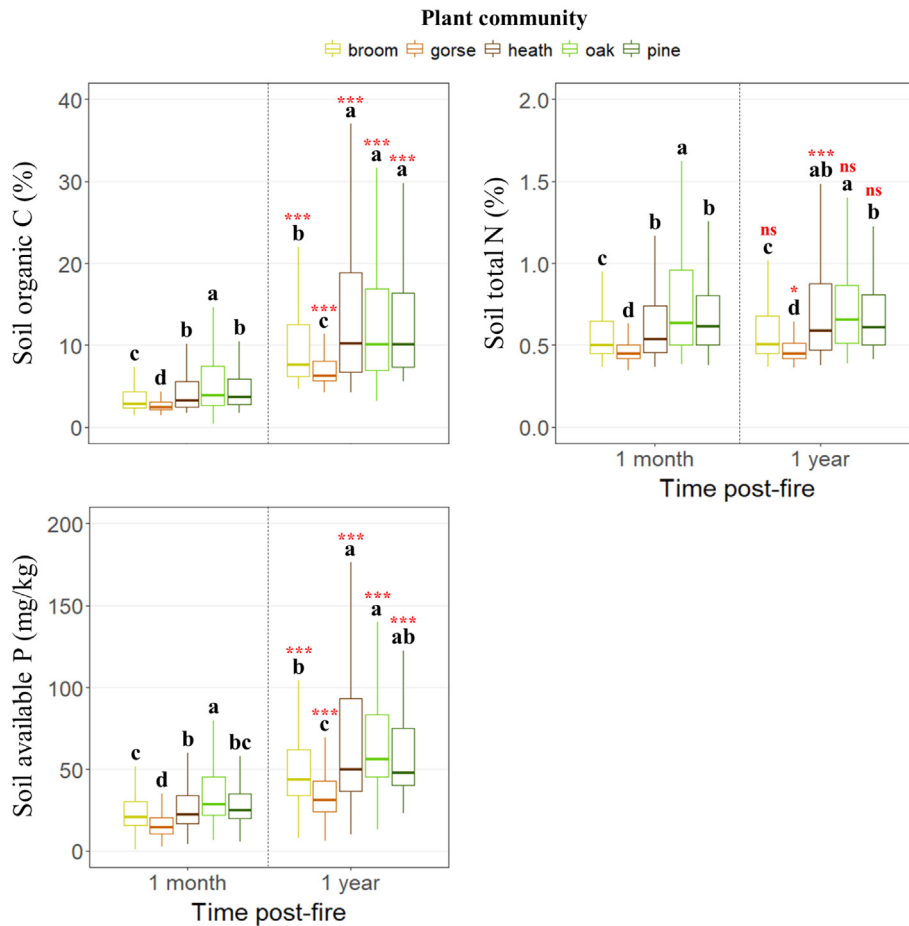 Plant community
broom gorse heath oak pine
Soil organic C (%)
40
30
20
10
0
c d b a b
*** b
*** c
*** a
*** a
*** a
Soil total N (%)
2.0
1.5
1.0
0.5
0.0
c d b a b
ns c
* d
*** ab
ns a
ns b
1 month 1 year
Time post-fire
Soil available P (mg/kg)
200
150
100
50
0
c d b a bc
*** b
*** c
*** a
*** a
*** ab
1 month 1 year
Time post-fire